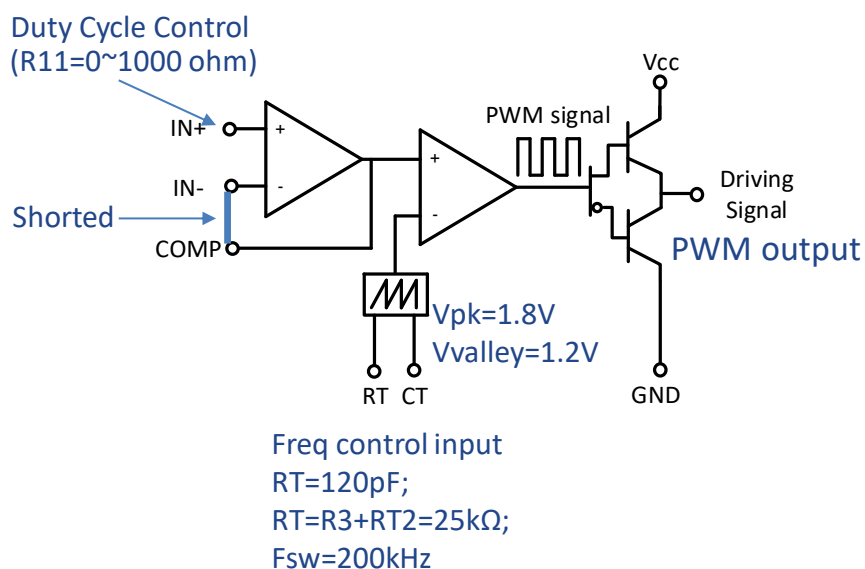 Duty Cycle Control
(R11=0~1000 ohm)
Vcc
IN+
+
PWM signal
+
IN-
-
Driving
Signal
Shorted
-
COMP
PWM output
Vpk=1.8V
Vvalley=1.2V
RT CT
GND
Freq control input
RT=120pF;
RT=R3+RT2=25kΩ;
Fsw=200kHz